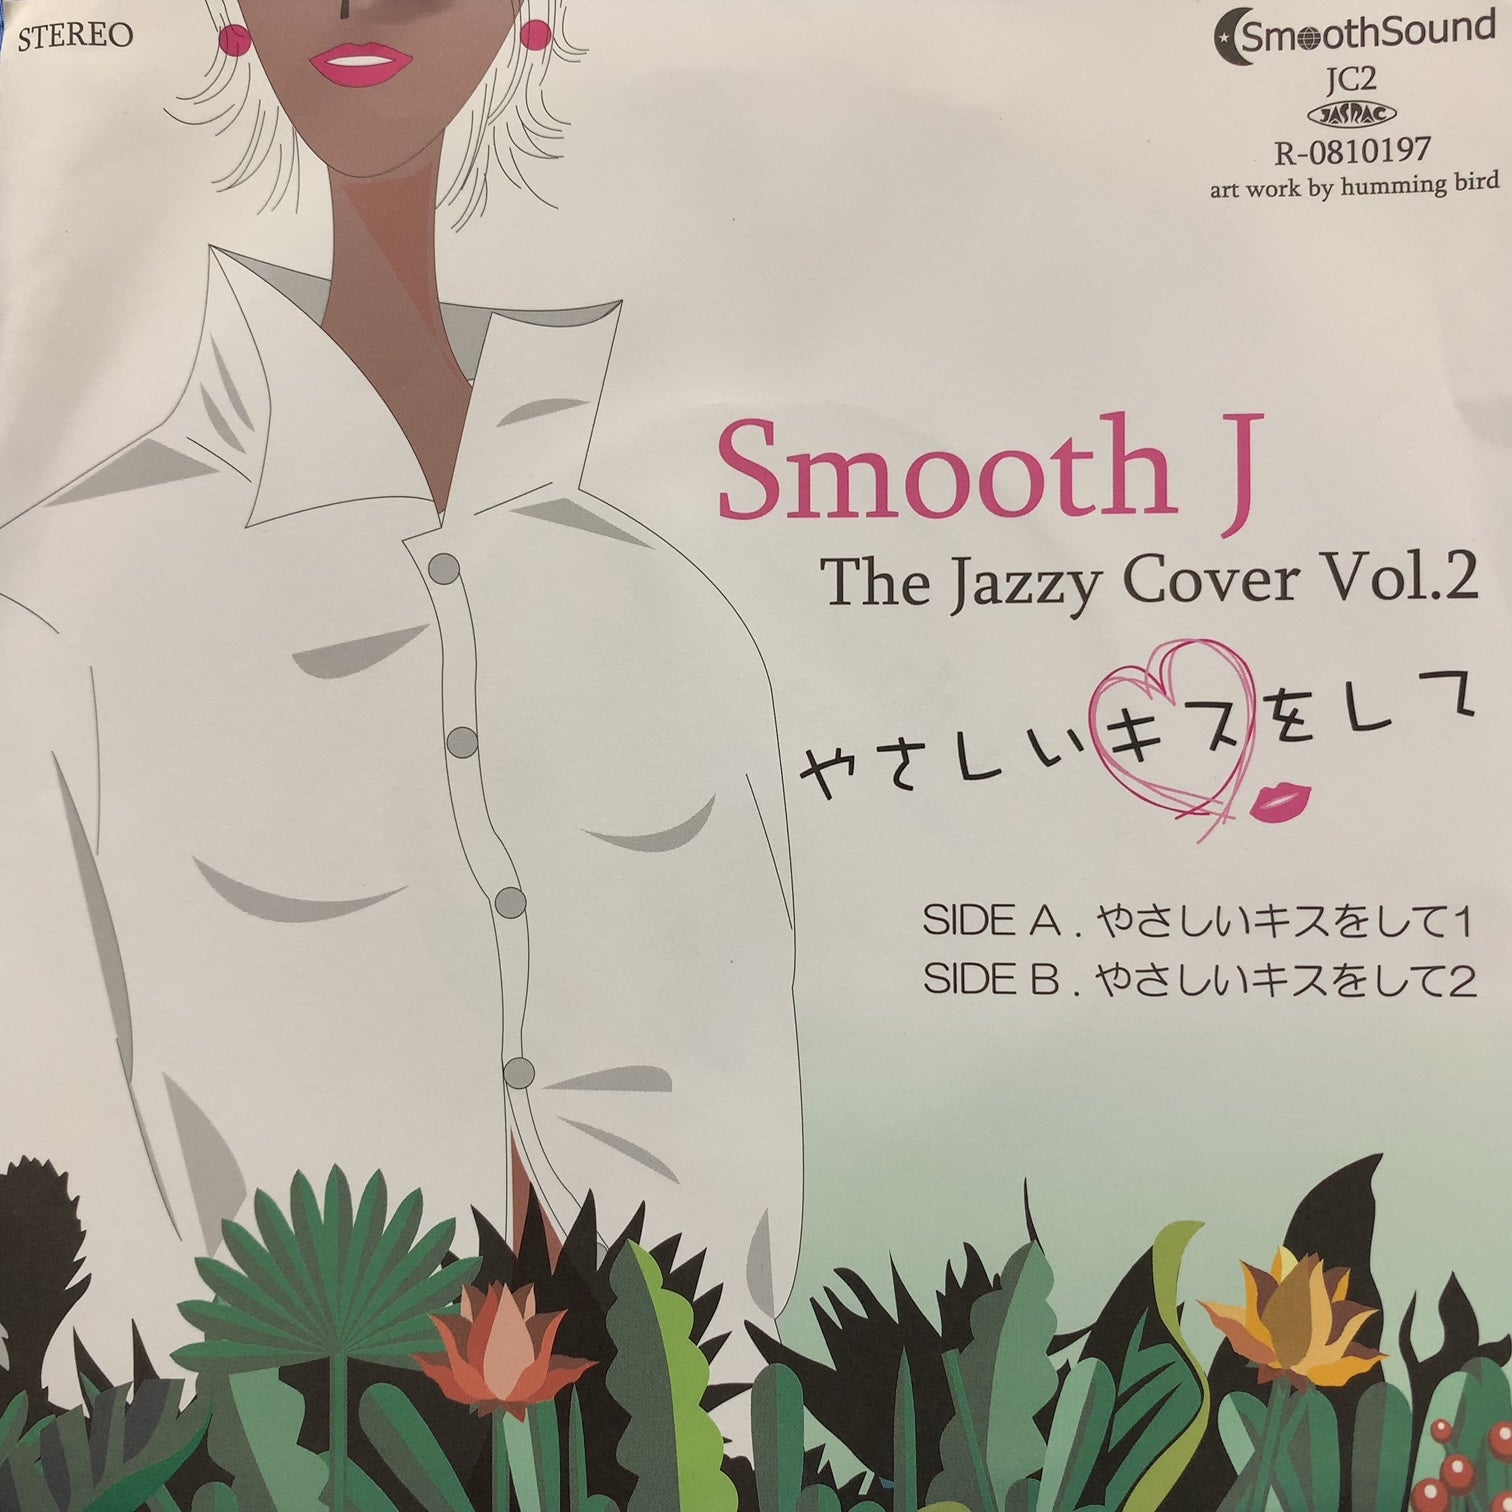 STEREO
SmoothSound
JC2
JASRAC
R-0810197
art work by humming bird
Smooth J
The Jazzy Cover Vol.2
やさしいキスをして
SIDE A . やさしいキスをして1
SIDE B . やさしいキスをして2